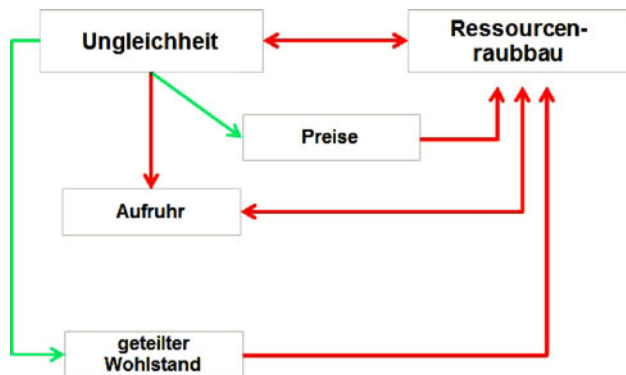 Ungleichheit
Ressourcen-
raubbau
Preise
Aufruhr
geteilter
Wohlstand